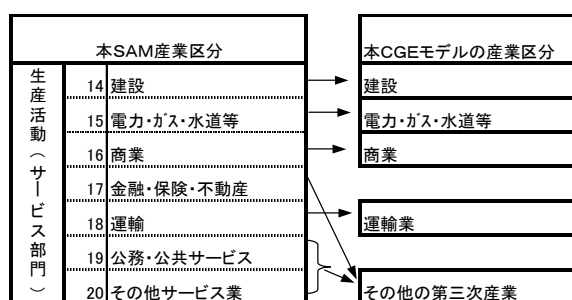 本SAM産業区分
本CGEモデルの産業区分
生産活動（サービス部門）
14 建設
建設
15 電力・ガス・水道等
電力・ガス・水道等
16 商業
商業
17 金融・保険・不動産
18 運輸
運輸業
19 公務・公共サービス
20 その他サービス業
その他の第三次産業